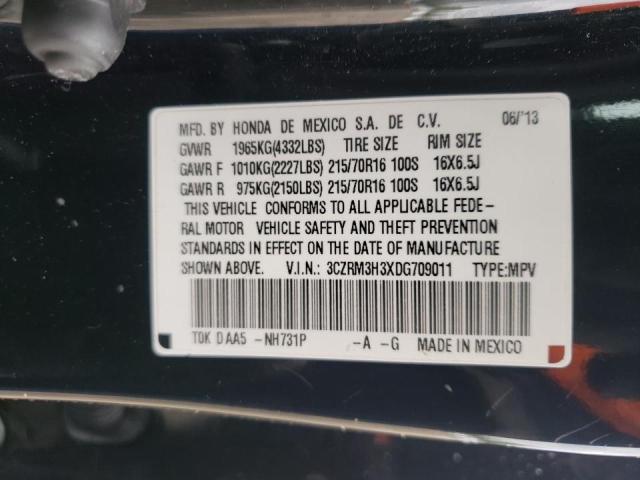 MFD. BY HONDA DE MEXICO S.A. DE C.V. 06/'13
GVWR 1965KG(4332LBS) TIRE SIZE RIM SIZE
GAWR F 1010KG(2227LBS) 215/70R16 100S 16X6.5J
GAWR R 975KG(2150LBS) 215/70R16 100S 16X6.5J
THIS VEHICLE CONFORMS TO ALL APPLICABLE FEDE-
RAL MOTOR VEHICLE SAFETY AND THEFT PREVENTION
STANDARDS IN EFFECT ON THE DATE OF MANUFACTURE
SHOWN ABOVE. V.I.N.: 3CZRM3H3XDG709011 TYPE:MPV
T0K D AA5 -NH731P -A -G MADE IN MEXICO